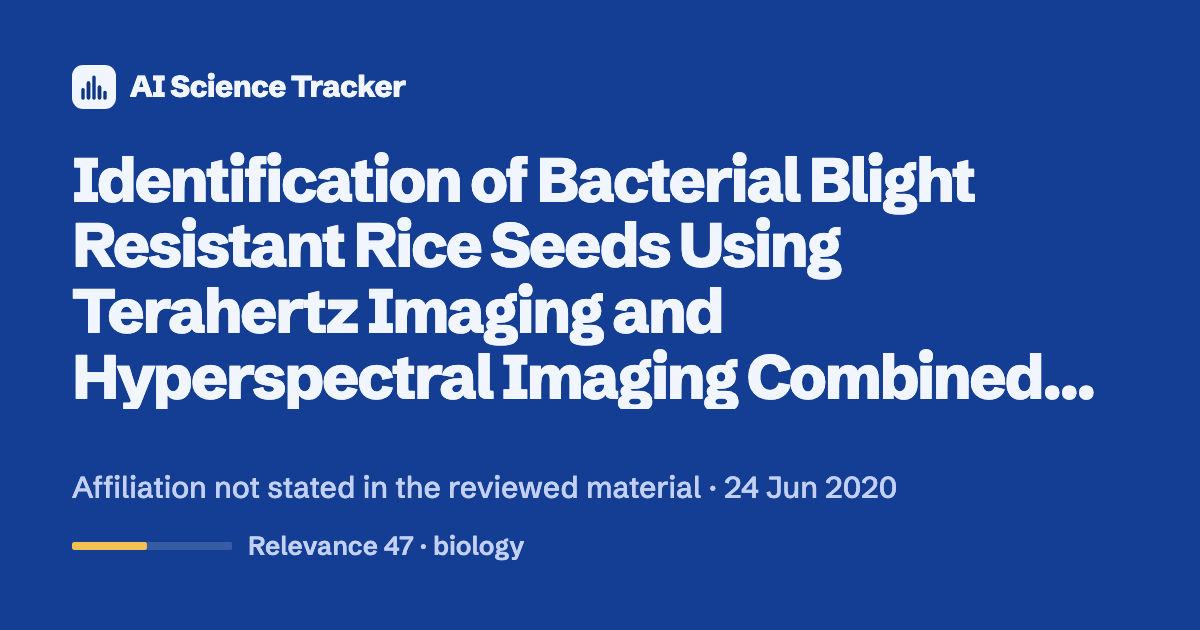 AI Science Tracker
Identification of Bacterial Blight
Resistant Rice Seeds Using
Terahertz Imaging and
Hyperspectral Imaging Combined...
Affiliation not stated in the reviewed material · 24 Jun 2020
Relevance 47 · biology